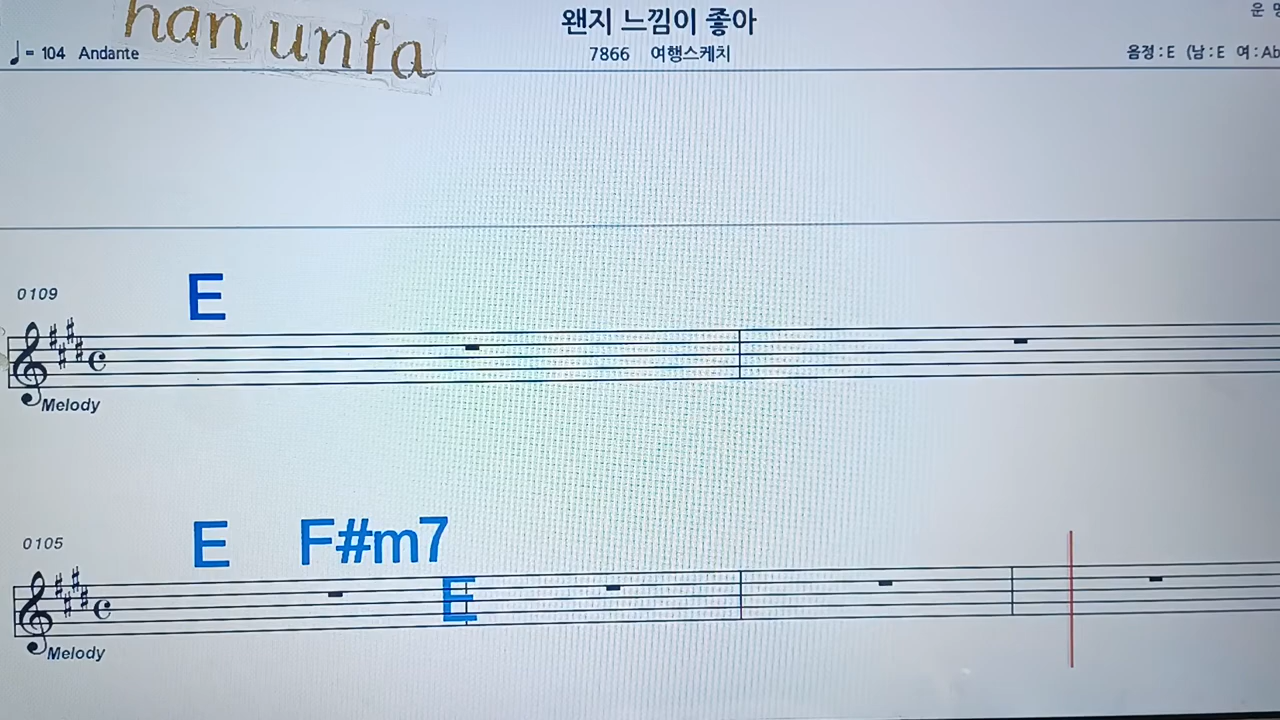 han unfa
왠지 느낌이 좋아
= 104 Andante
7866 여행스케치
음정:E (남:E 여:Ab
0109
E
Melody
0105
E F#m7
E
Melody